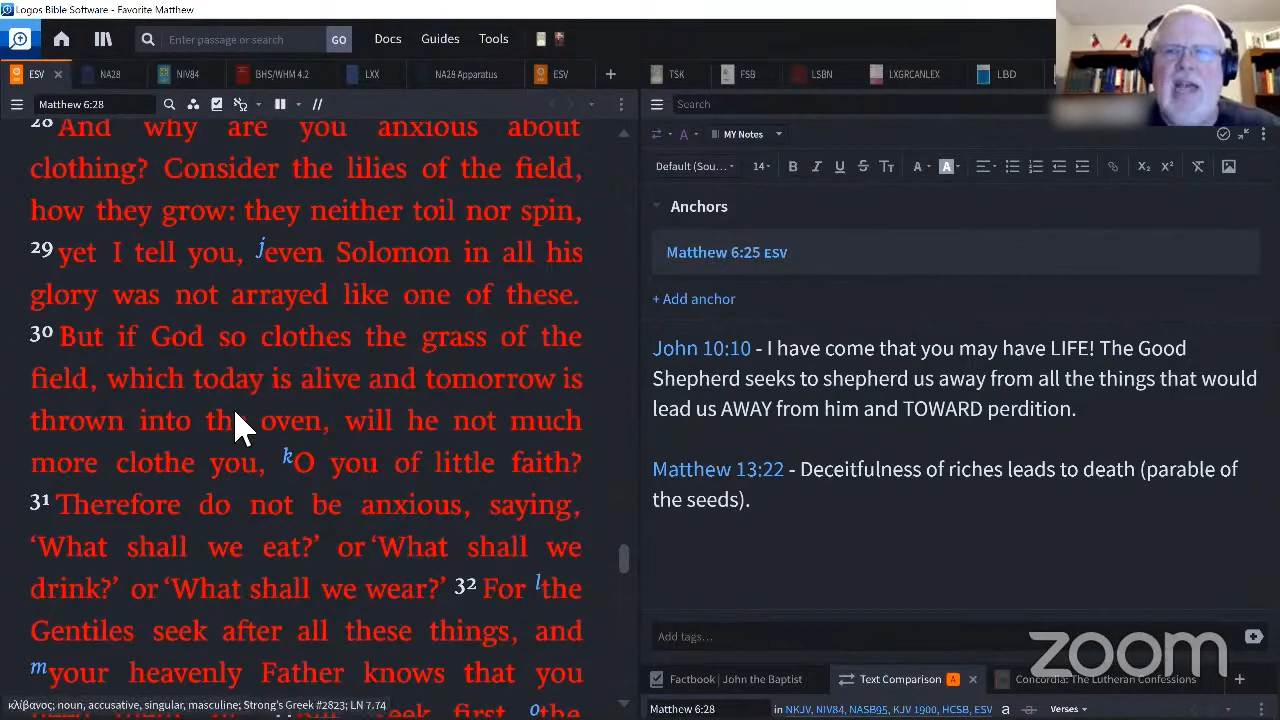 Logos Bible Software - Favorite Matthew
Enter passage or search GO Docs Guides Tools
ESV NA28 NIV84 BHS/WHM 4.2 LXX NA28 Apparatus ESV
Matthew 6:28
28 And why are you anxious about
clothing? Consider the lilies of the field,
how they grow: they neither toil nor spin,
29 yet I tell you, j even Solomon in all his
glory was not arrayed like one of these.
30 But if God so clothes the grass of the
field, which today is alive and tomorrow is
thrown into the oven, will he not much
more clothe you, k O you of little faith?
31 Therefore do not be anxious, saying,
‘What shall we eat?’ or ‘What shall we
drink?’ or ‘What shall we wear?’ 32 For l the
Gentiles seek after all these things, and
m your heavenly Father knows that you
seek first o the
κλίβανος; noun, accusative, singular, masculine; Strong's Greek #2823; LN 7.74
TSK FSB LSBN LXGRCANLEX LBD
Search
MY Notes
Default (Sou... 14 B I U S Tt A A X₂ X²
Anchors
Matthew 6:25 ESV
+ Add anchor
John 10:10 - I have come that you may have LIFE! The Good
Shepherd seeks to shepherd us away from all the things that would
lead us AWAY from him and TOWARD perdition.
Matthew 13:22 - Deceitfulness of riches leads to death (parable of
the seeds).
Add tags...
zoom
Factbook | John the Baptist Text Comparison A Concordia: The Lutheran Confessions
Matthew 6:28 in NKJV, NIV84, NASB95, KJV 1900, HCSB, ESV a Verses